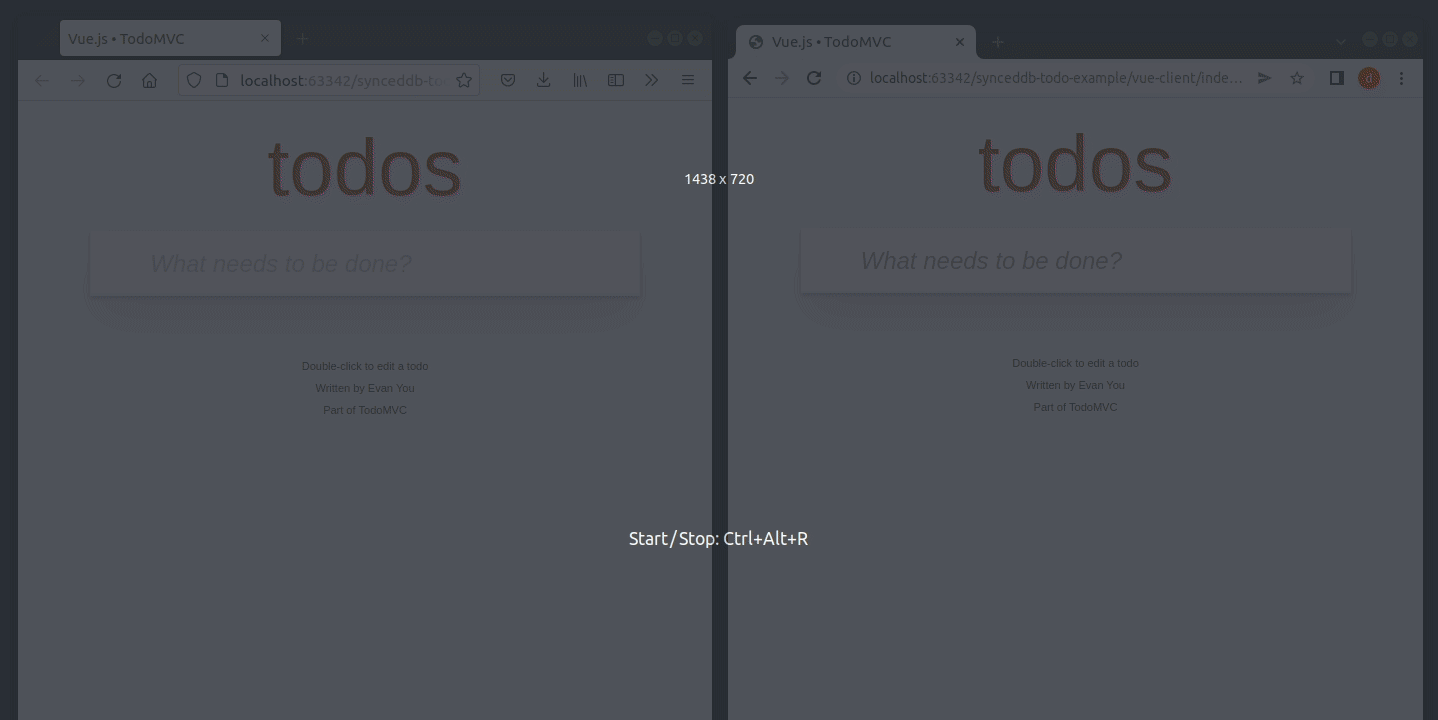 Vue.js • TodoMVC
localhost:63342/synceddb-to
todos
What needs to be done?
Double-click to edit a todo
Written by Evan You
Part of TodoMVC
1438 x 720
Start/Stop: Ctrl+Alt+R
Vue.js • TodoMVC
localhost:63342/synceddb-todo-example/vue-client/inde…
d
todos
What needs to be done?
Double-click to edit a todo
Written by Evan You
Part of TodoMVC